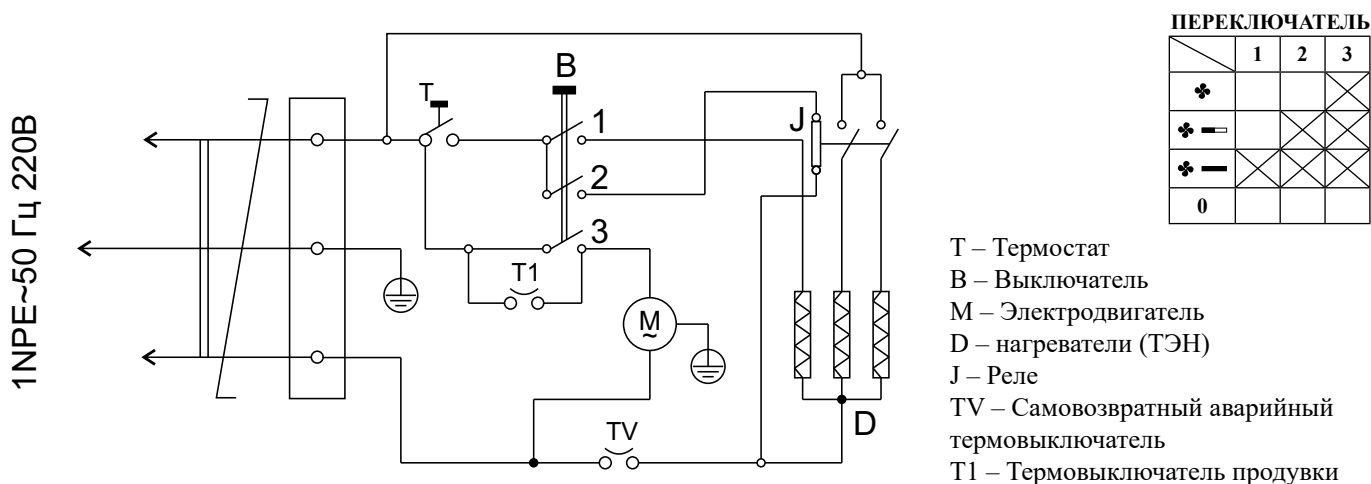 1NPE~50 Гц 220В
T
B
1
2
3
T1
M
~
TV
J
D
ПЕРЕКЛЮЧАТЕЛЬ
1 2 3
0
T – Термостат
В – Выключатель
М – Электродвигатель
D – нагреватели (ТЭН)
J – Реле
TV – Самовозвратный аварийный
термовыключатель
T1 – Термовыключатель продувки